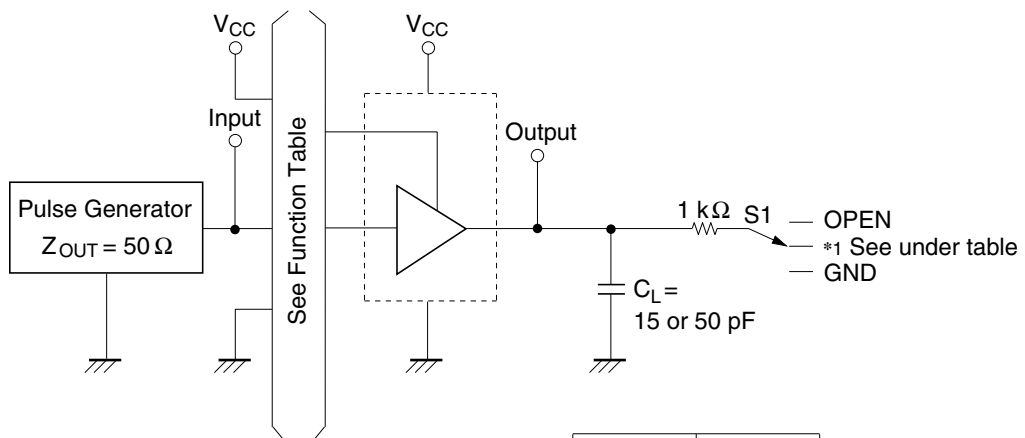 VCC
VCC
Input
Output
See Function Table
Pulse Generator
ZOUT = 50 Ω
1 kΩ
S1
OPEN
*1 See under table
GND
CL =
15 or 50 pF